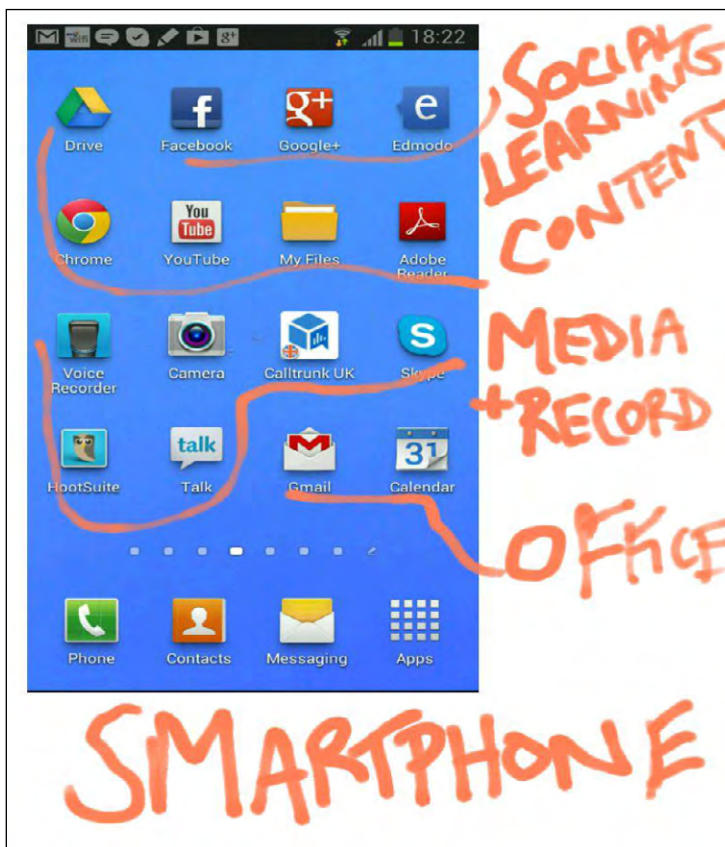 18:22
SOCIAL
LEARNING
Drive Facebook Google+ Edmodo
CONTENT
Chrome YouTube My Files Adobe Reader
Voice Recorder Camera Calltrunk UK Skype
MEDIA
+RECORD
talk
31
HootSuite Talk Gmail Calendar
OFFICE
Phone Contacts Messaging Apps
SMARTPHONE